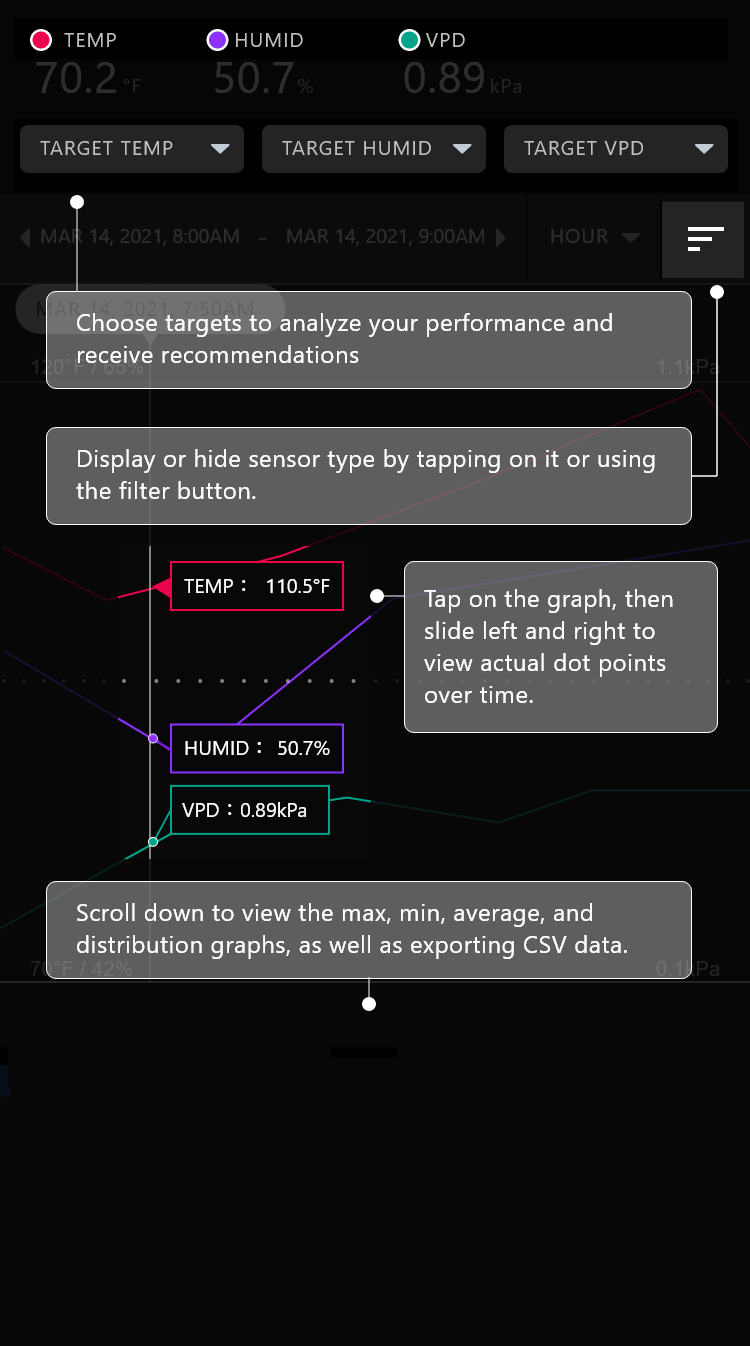 TEMP HUMID VPD
70.2 °F 50.7 % 0.89 kPa
TARGET TEMP TARGET HUMID TARGET VPD
MAR 14, 2021, 8:00AM – MAR 14, 2021, 9:00AM HOUR
MAR 14, 2021, 7:50AM
Choose targets to analyze your performance and
receive recommendations
120°F / 65% 1.1kPa
Display or hide sensor type by tapping on it or using
the filter button.
TEMP： 110.5°F
Tap on the graph, then
slide left and right to
view actual dot points
over time.
HUMID： 50.7%
VPD：0.89kPa
Scroll down to view the max, min, average, and
distribution graphs, as well as exporting CSV data.
70°F / 42% 0.1kPa